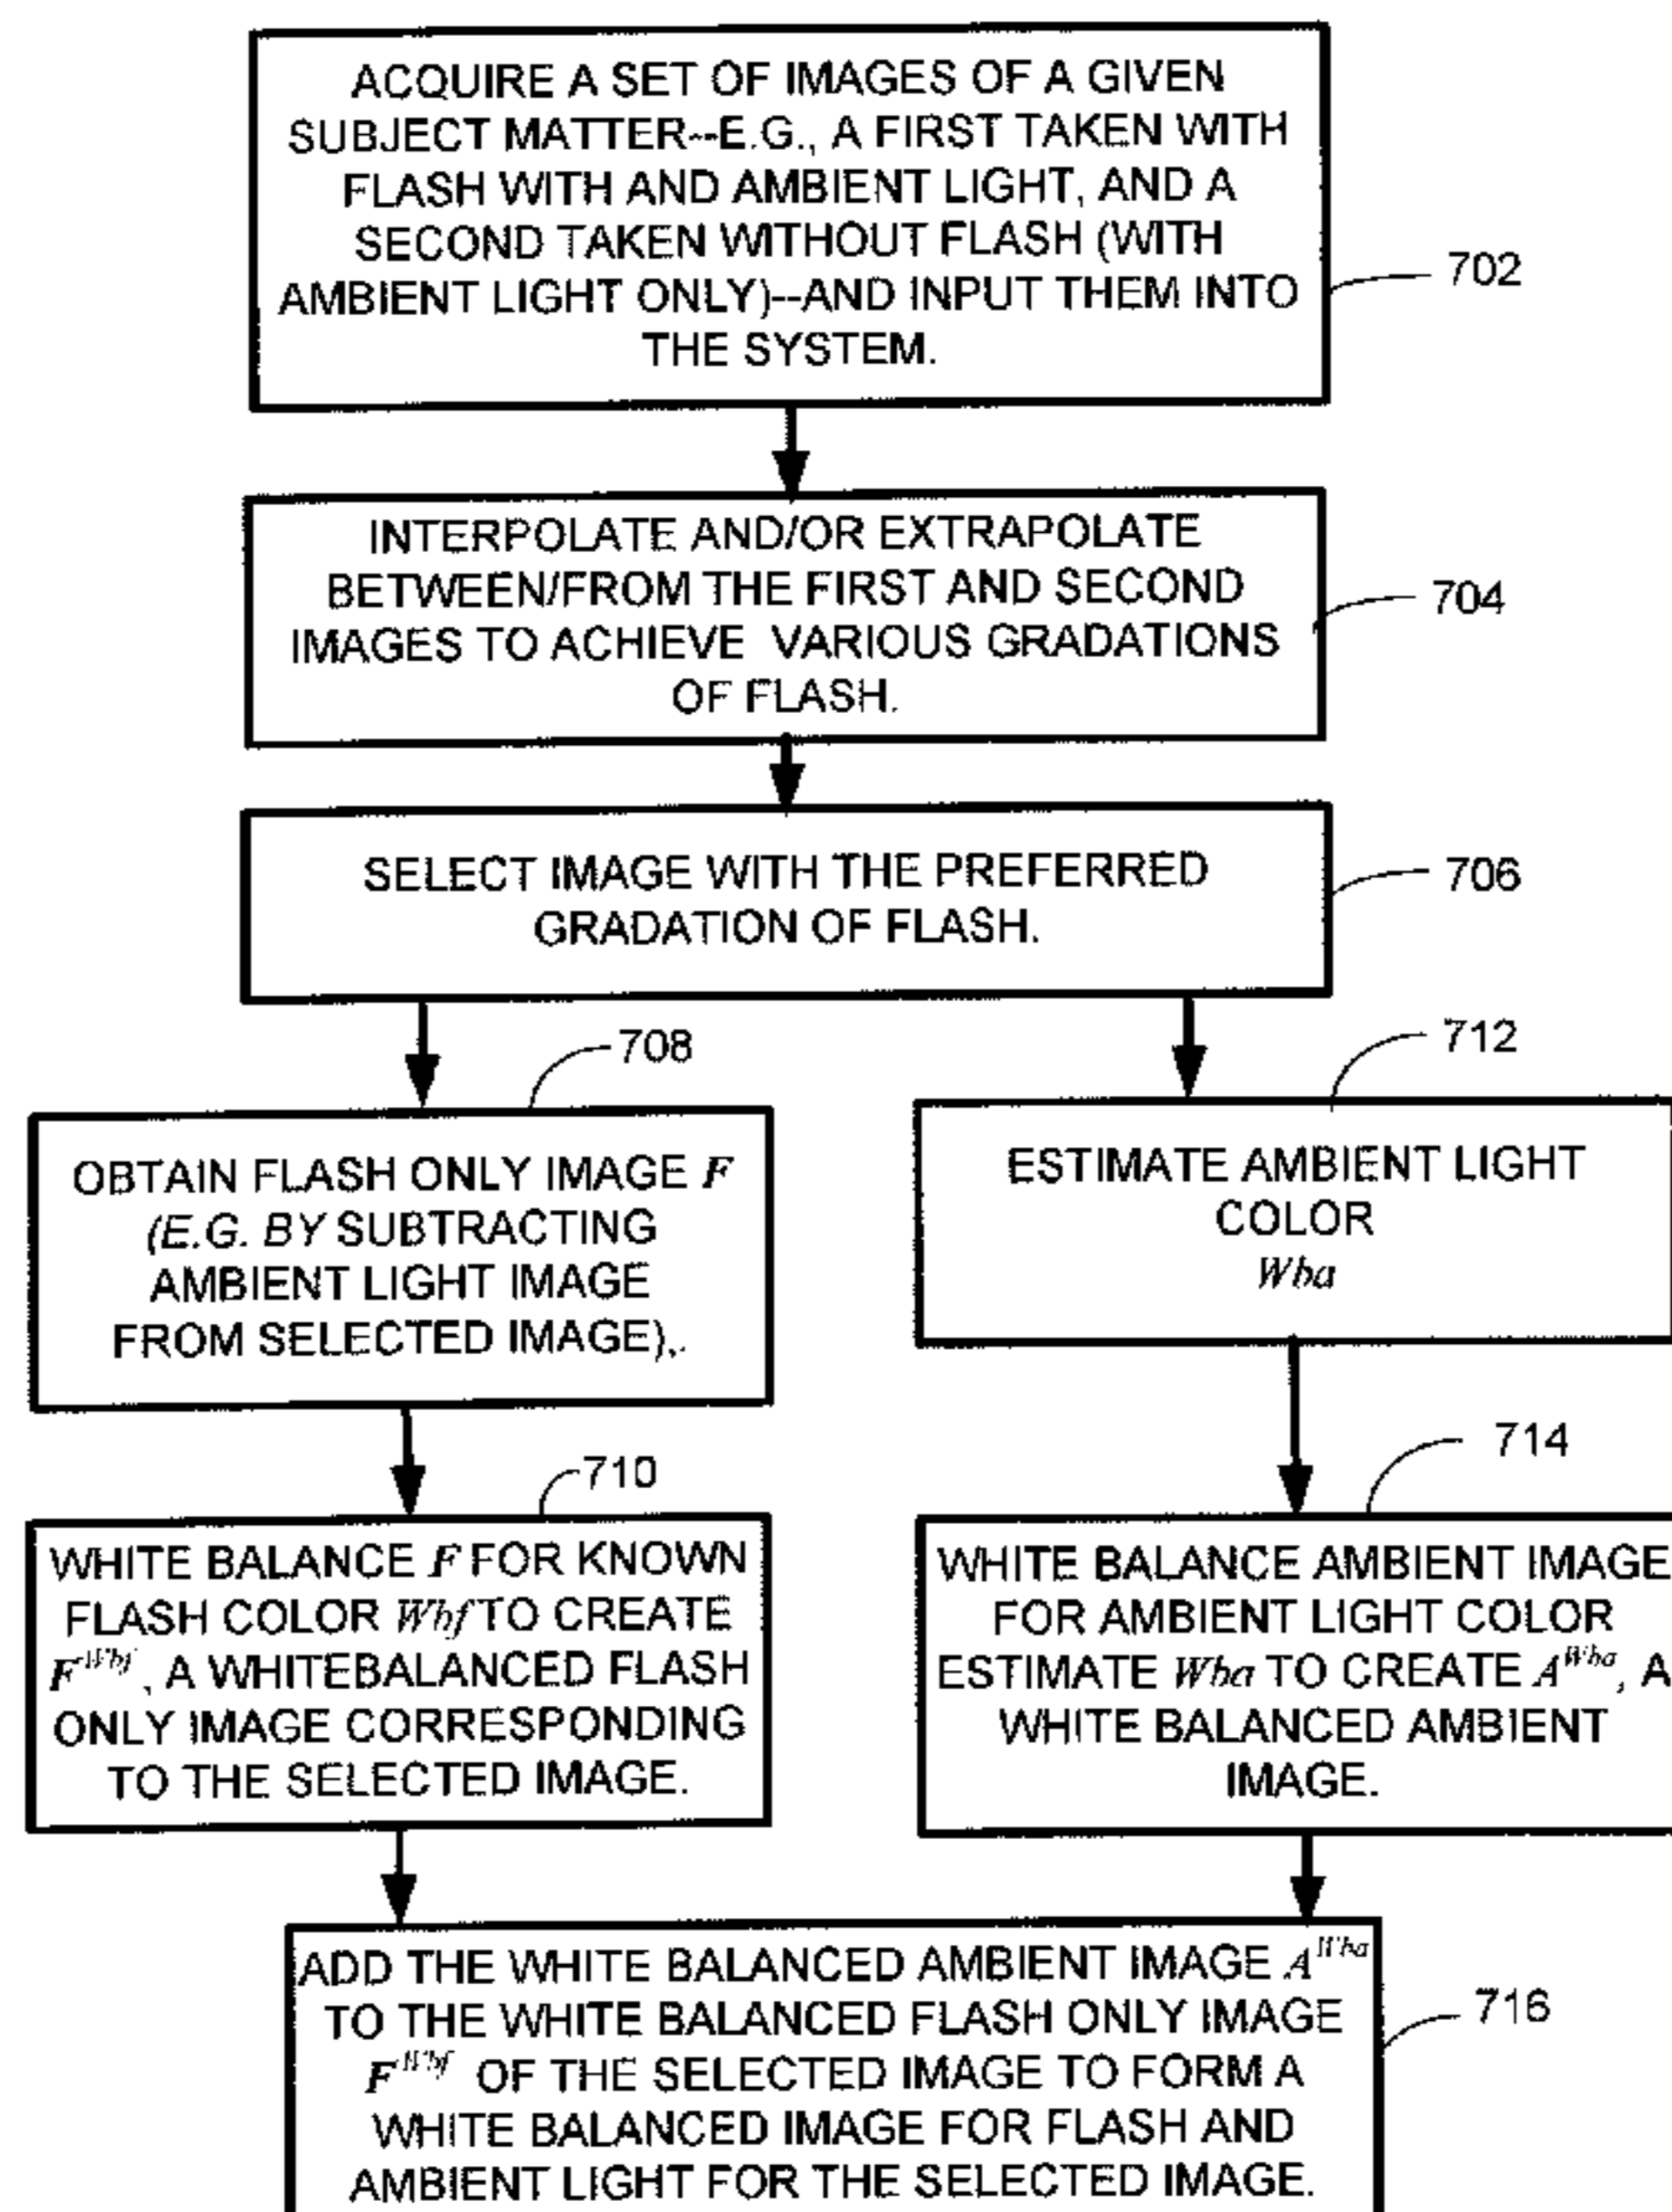 ACQUIRE A SET OF IMAGES OF A GIVEN
SUBJECT MATTER--E.G., A FIRST TAKEN WITH
FLASH WITH AND AMBIENT LIGHT, AND A
SECOND TAKEN WITHOUT FLASH (WITH
AMBIENT LIGHT ONLY)--AND INPUT THEM INTO
THE SYSTEM.
702
INTERPOLATE AND/OR EXTRAPOLATE
BETWEEN/FROM THE FIRST AND SECOND
IMAGES TO ACHIEVE VARIOUS GRADATIONS
OF FLASH.
704
SELECT IMAGE WITH THE PREFERRED
GRADATION OF FLASH.
706
708
OBTAIN FLASH ONLY IMAGE F
(E.G. BY SUBTRACTING
AMBIENT LIGHT IMAGE
FROM SELECTED IMAGE),.
712
ESTIMATE AMBIENT LIGHT
COLOR
Wba
710
WHITE BALANCE F FOR KNOWN
FLASH COLOR Wbf TO CREATE
F^Wbf, A WHITEBALANCED FLASH
ONLY IMAGE CORRESPONDING
TO THE SELECTED IMAGE.
714
WHITE BALANCE AMBIENT IMAGE
FOR AMBIENT LIGHT COLOR
ESTIMATE Wba TO CREATE A^Wba, A
WHITE BALANCED AMBIENT
IMAGE.
ADD THE WHITE BALANCED AMBIENT IMAGE A^Wba
TO THE WHITE BALANCED FLASH ONLY IMAGE
F^Wbf OF THE SELECTED IMAGE TO FORM A
WHITE BALANCED IMAGE FOR FLASH AND
AMBIENT LIGHT FOR THE SELECTED IMAGE.
716